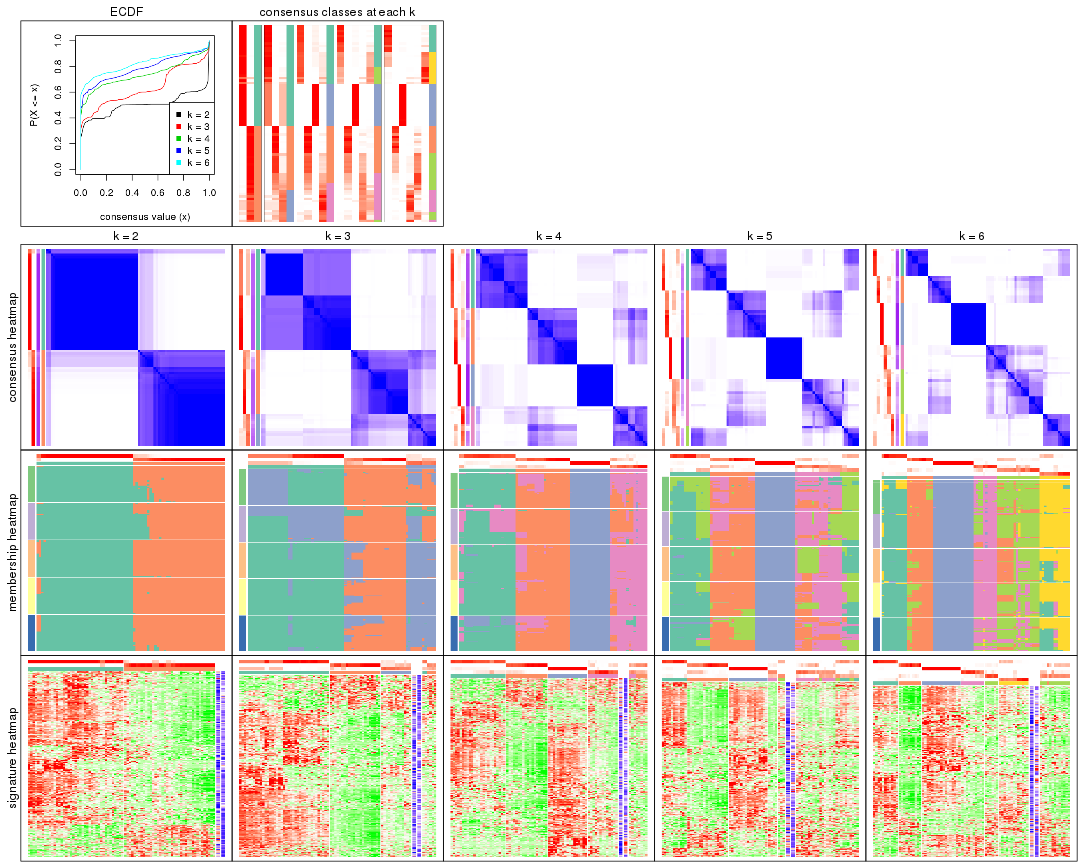 ECDF
consensus classes at each k
P(X <= x)
0.0 0.2 0.4 0.6 0.8 1.0
k = 2
k = 3
k = 4
k = 5
k = 6
0.0 0.2 0.4 0.6 0.8 1.0
consensus value (x)
k = 2
k = 3
k = 4
k = 5
k = 6
consensus heatmap
membership heatmap
signature heatmap